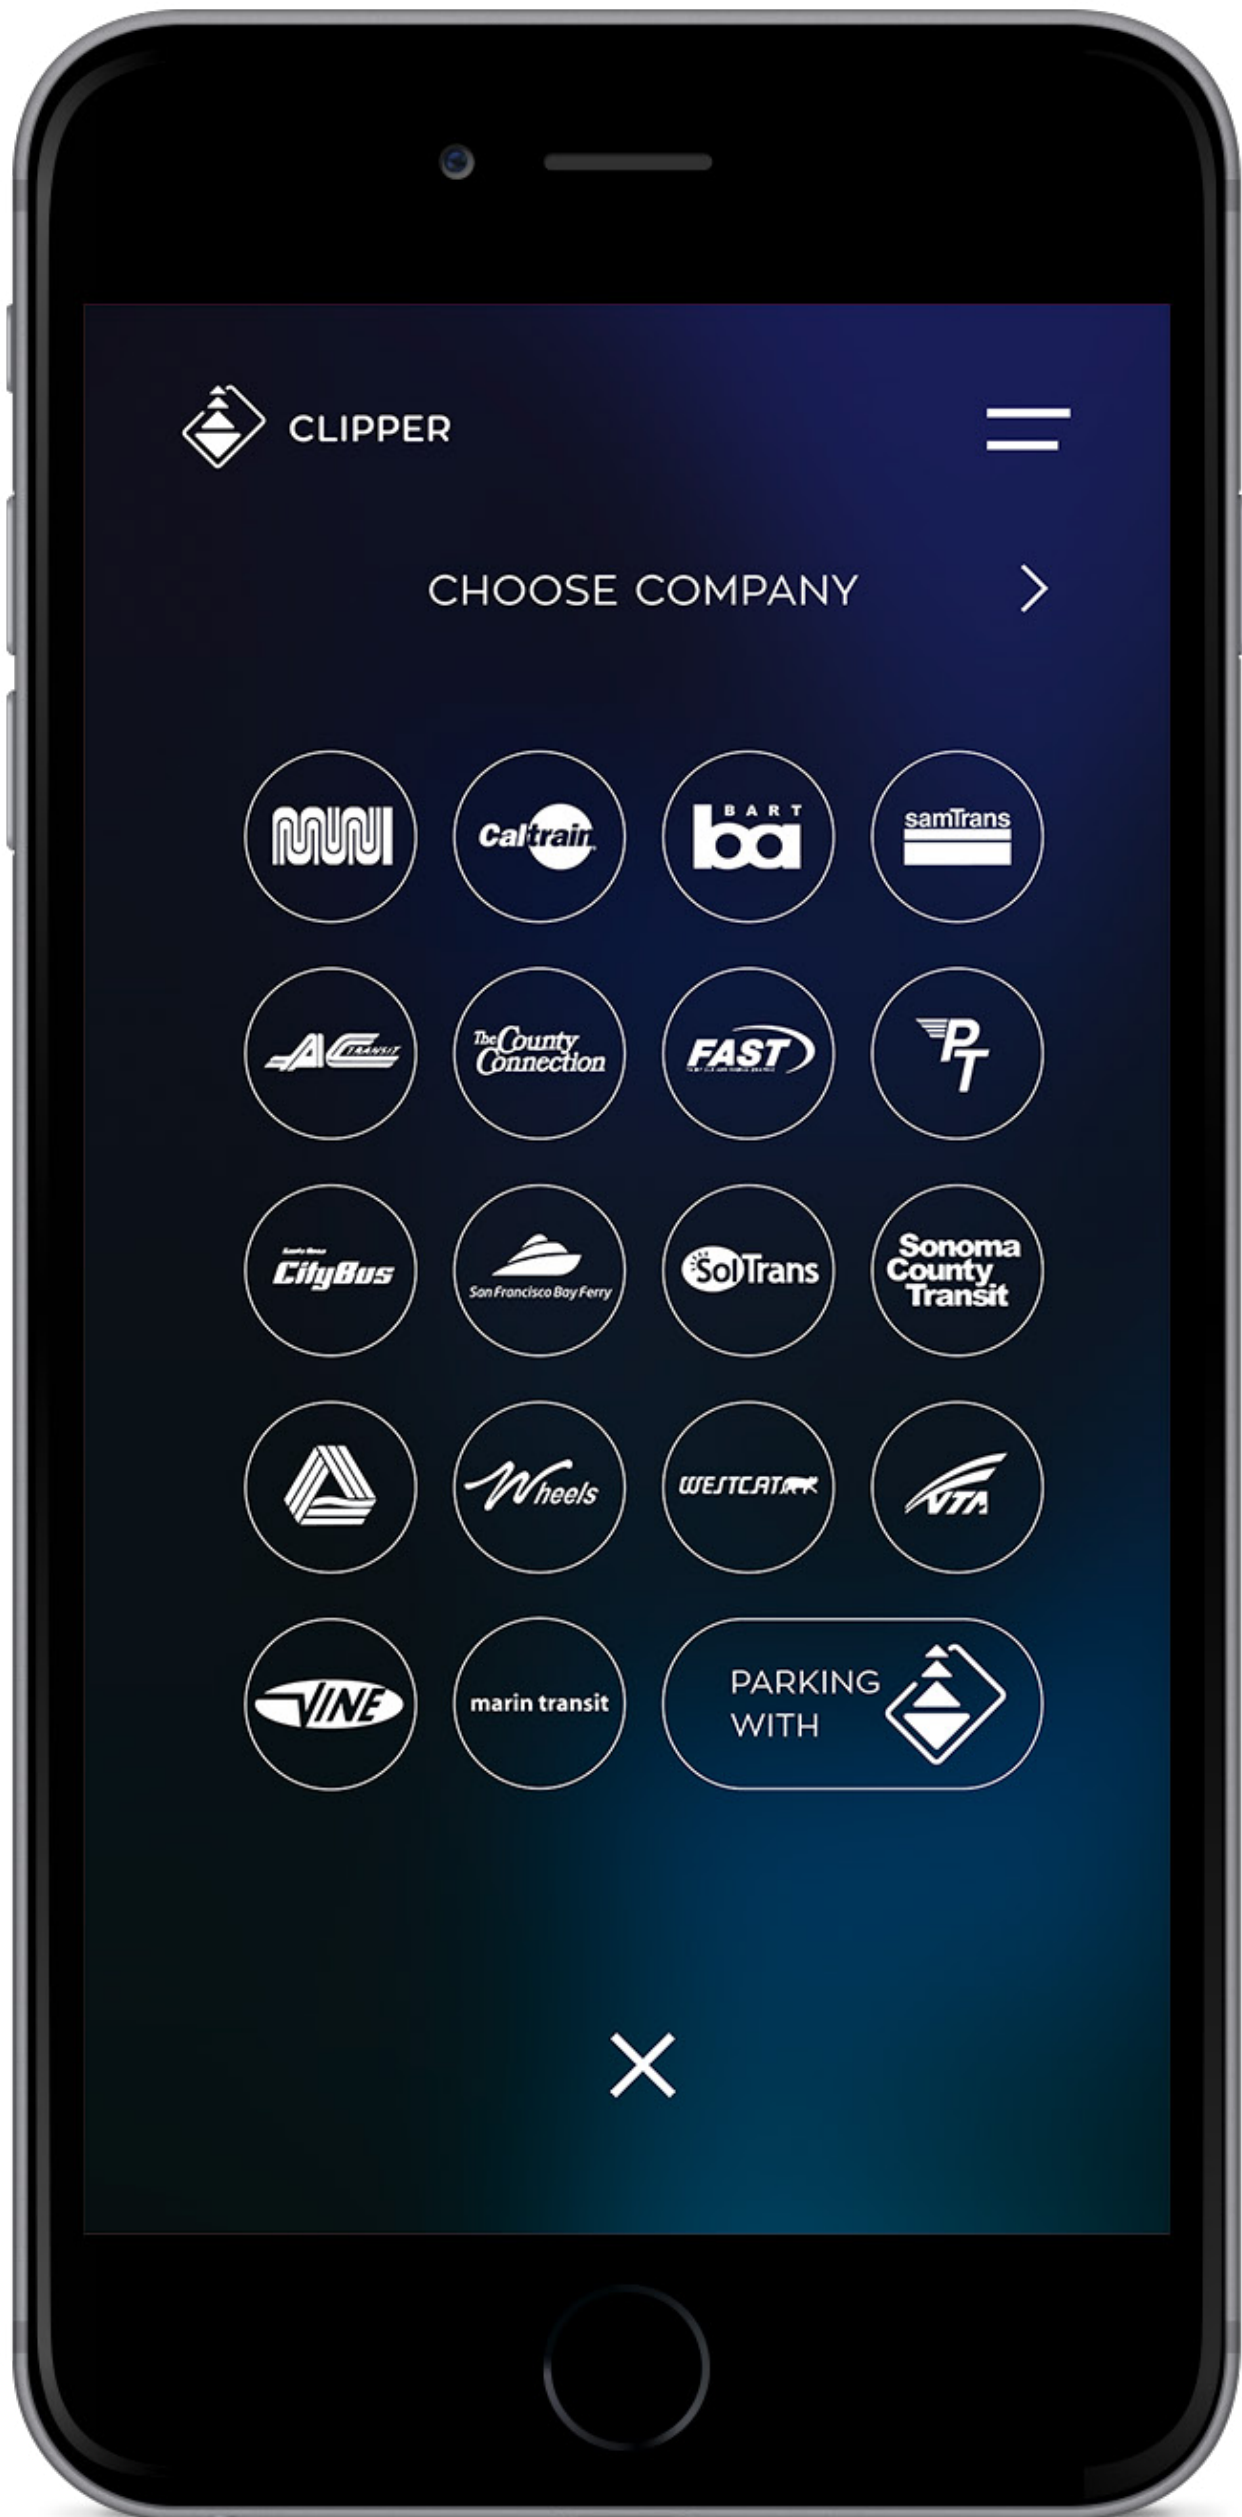 CLIPPER
CHOOSE COMPANY
MUNI
Caltrain
BART
ba
samTrans
AC TRANSIT
The County
Connection
FAST
PT
CityBus
San Francisco Bay Ferry
SolTrans
Sonoma
County
Transit
Wheels
WESTCAT
VTA
VINE
marin transit
PARKING
WITH